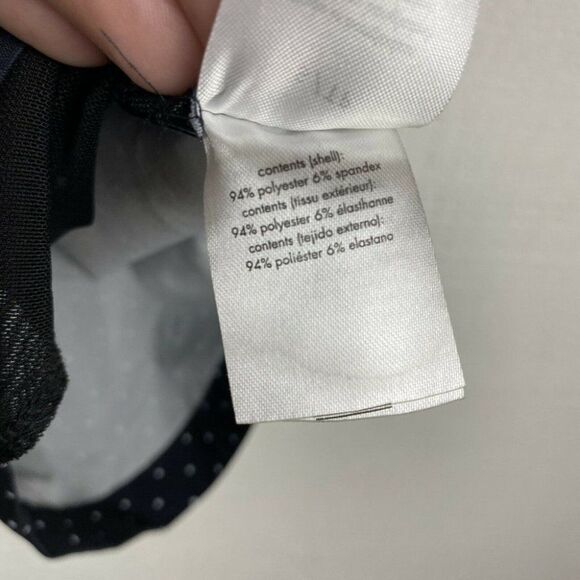 contents (shell):
94% polyester 6% spandex
contents (tissu extérieur):
94% polyester 6% élasthanne
contents (tejido externo):
94% poliéster 6% elastano